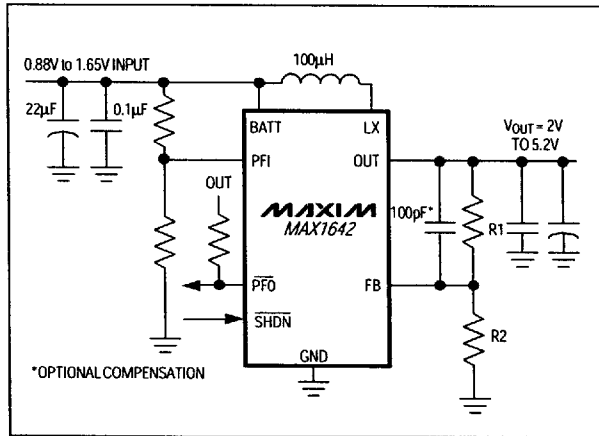 0.88V to 1.65V INPUT
100µH
22µF
0.1µF
BATT
LX
VOUT = 2V
TO 5.2V
PFI
OUT
OUT
MAXIM
MAX1642
100pF*
R1
PFO
FB
SHDN
R2
GND
*OPTIONAL COMPENSATION